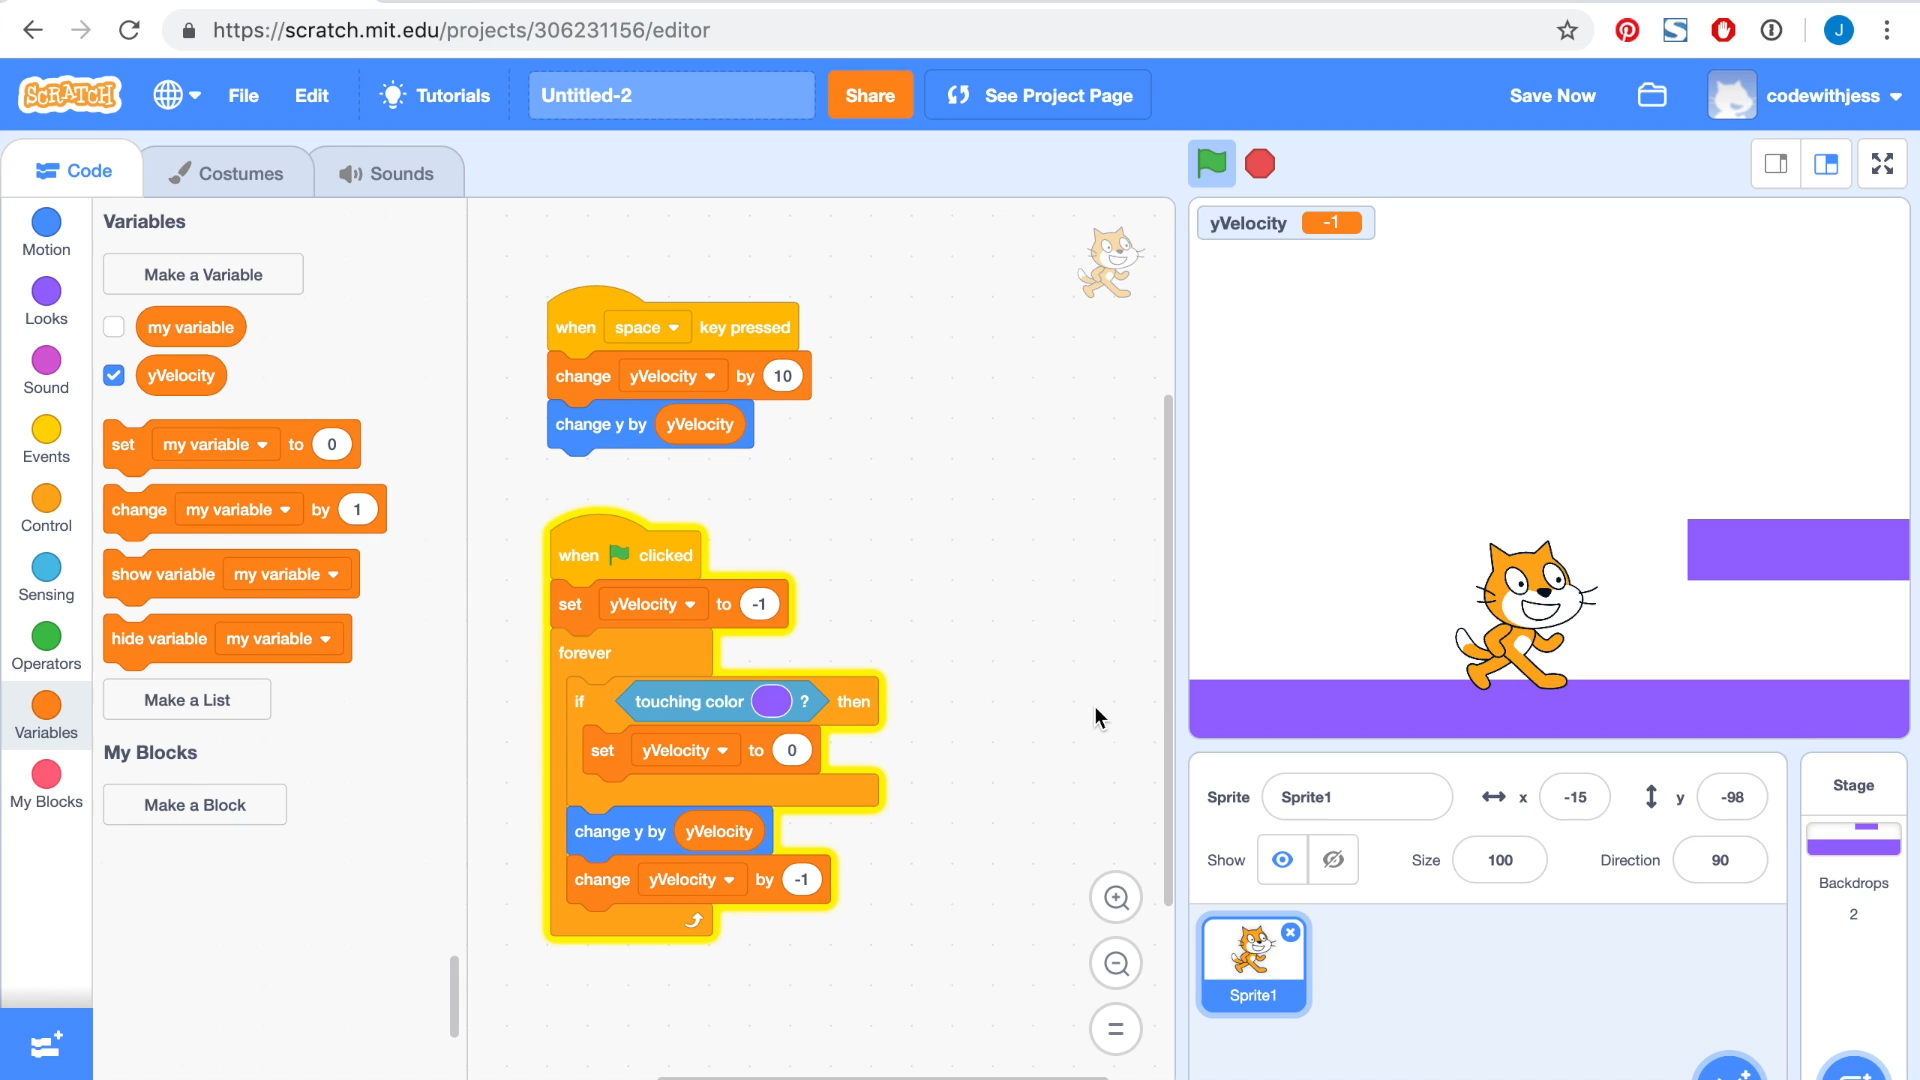 https://scratch.mit.edu/projects/306231156/editor
J
SCRATCH
File
Edit
Tutorials
Untitled-2
Share
See Project Page
Save Now
codewithjess
Code
Costumes
Sounds
Motion
Looks
Sound
Events
Control
Sensing
Operators
Variables
My Blocks
Variables
Make a Variable
my variable
yVelocity
set my variable to 0
change my variable by 1
show variable my variable
hide variable my variable
Make a List
My Blocks
Make a Block
when space key pressed
change yVelocity by 10
change y by yVelocity
when clicked
set yVelocity to -1
forever
if touching color ? then
set yVelocity to 0
change y by yVelocity
change yVelocity by -1
yVelocity -1
Sprite Sprite1 x -15 y -98
Show Size 100 Direction 90
Sprite1
Stage
Backdrops
2